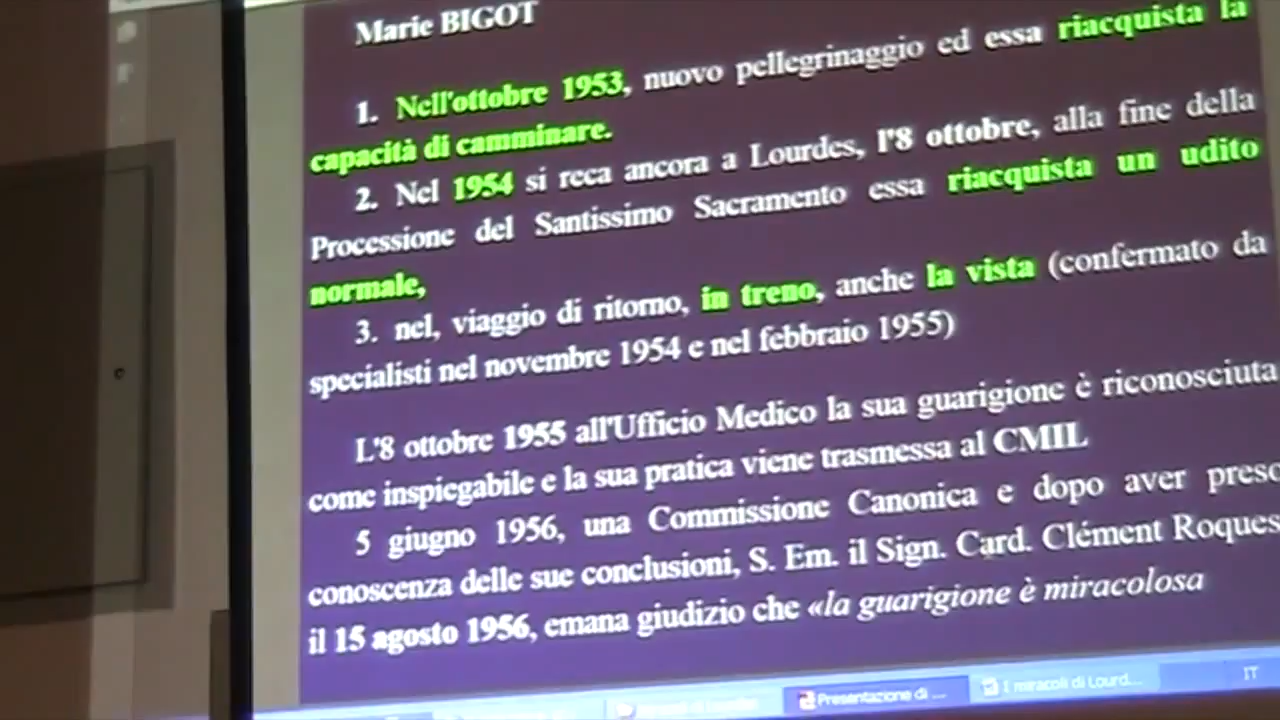 Marie BIGOT
1. Nell'ottobre 1953, nuovo pellegrinaggio ed essa riacquista la
capacità di camminare.
2. Nel 1954 si reca ancora a Lourdes, l'8 ottobre, alla fine della
Processione del Santissimo Sacramento essa riacquista un udito
normale,
3. nel, viaggio di ritorno, in treno, anche la vista (confermato da
specialisti nel novembre 1954 e nel febbraio 1955)
L'8 ottobre 1955 all'Ufficio Medico la sua guarigione è riconosciuta
come inspiegabile e la sua pratica viene trasmessa al CMIL
5 giugno 1956, una Commissione Canonica e dopo aver preso
conoscenza delle sue conclusioni, S. Em. il Sign. Card. Clément Roques
il 15 agosto 1956, emana giudizio che «la guarigione è miracolosa
Presentazione di ... I miracoli di Lourd... IT